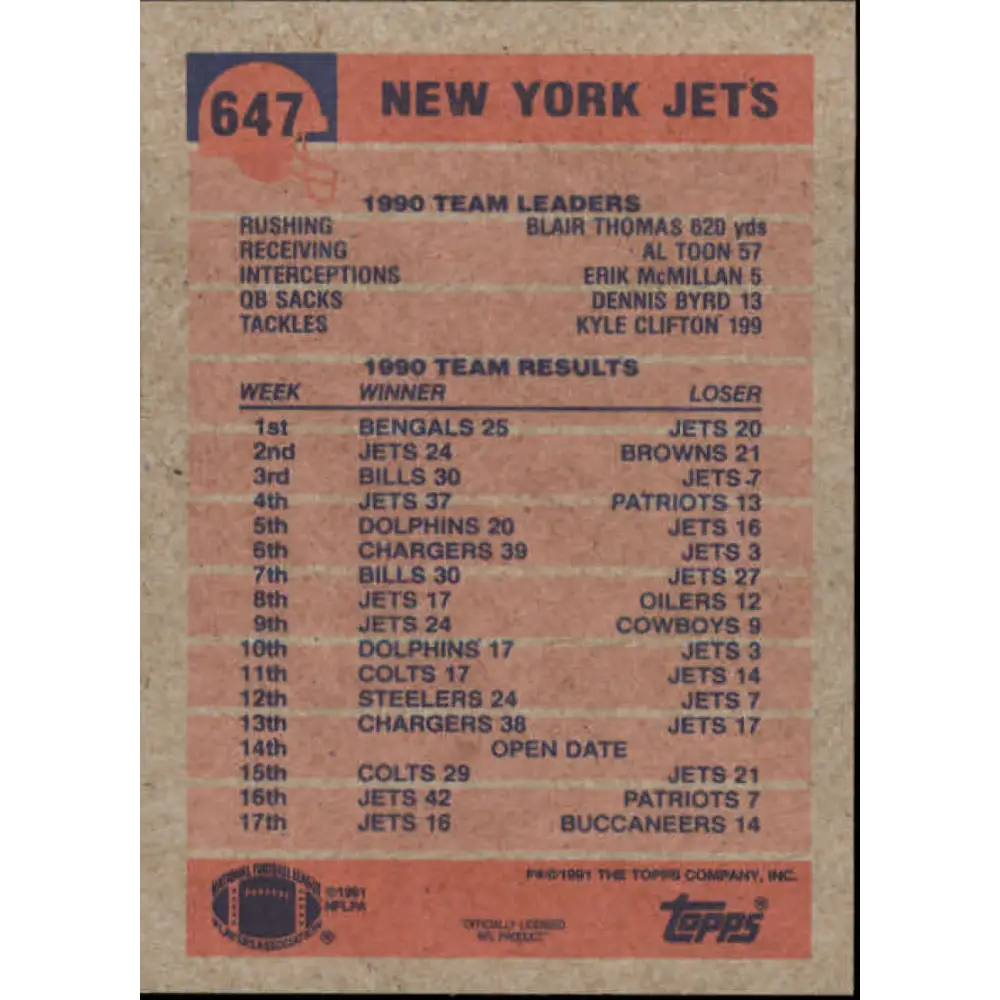 647 NEW YORK JETS
1990 TEAM LEADERS
RUSHING BLAIR THOMAS 620 yds
RECEIVING AL TOON 57
INTERCEPTIONS ERIK McMILLAN 5
QB SACKS DENNIS BYRD 13
TACKLES KYLE CLIFTON 199
1990 TEAM RESULTS
WEEK WINNER LOSER
1st BENGALS 25 JETS 20
2nd JETS 24 BROWNS 21
3rd BILLS 30 JETS 7
4th JETS 37 PATRIOTS 13
5th DOLPHINS 20 JETS 16
6th CHARGERS 39 JETS 3
7th BILLS 30 JETS 27
8th JETS 17 OILERS 12
9th JETS 24 COWBOYS 9
10th DOLPHINS 17 JETS 3
11th COLTS 17 JETS 14
12th STEELERS 24 JETS 7
13th CHARGERS 38 JETS 17
14th OPEN DATE
15th COLTS 29 JETS 21
16th JETS 42 PATRIOTS 7
17th JETS 16 BUCCANEERS 14
©1991 THE TOPPS COMPANY, INC.
NATIONAL FOOTBALL LEAGUE
PLAYERS ASSOCIATION ®
©1991
NFLPA
OFFICIALLY LICENSED
NFL PRODUCT
Topps®